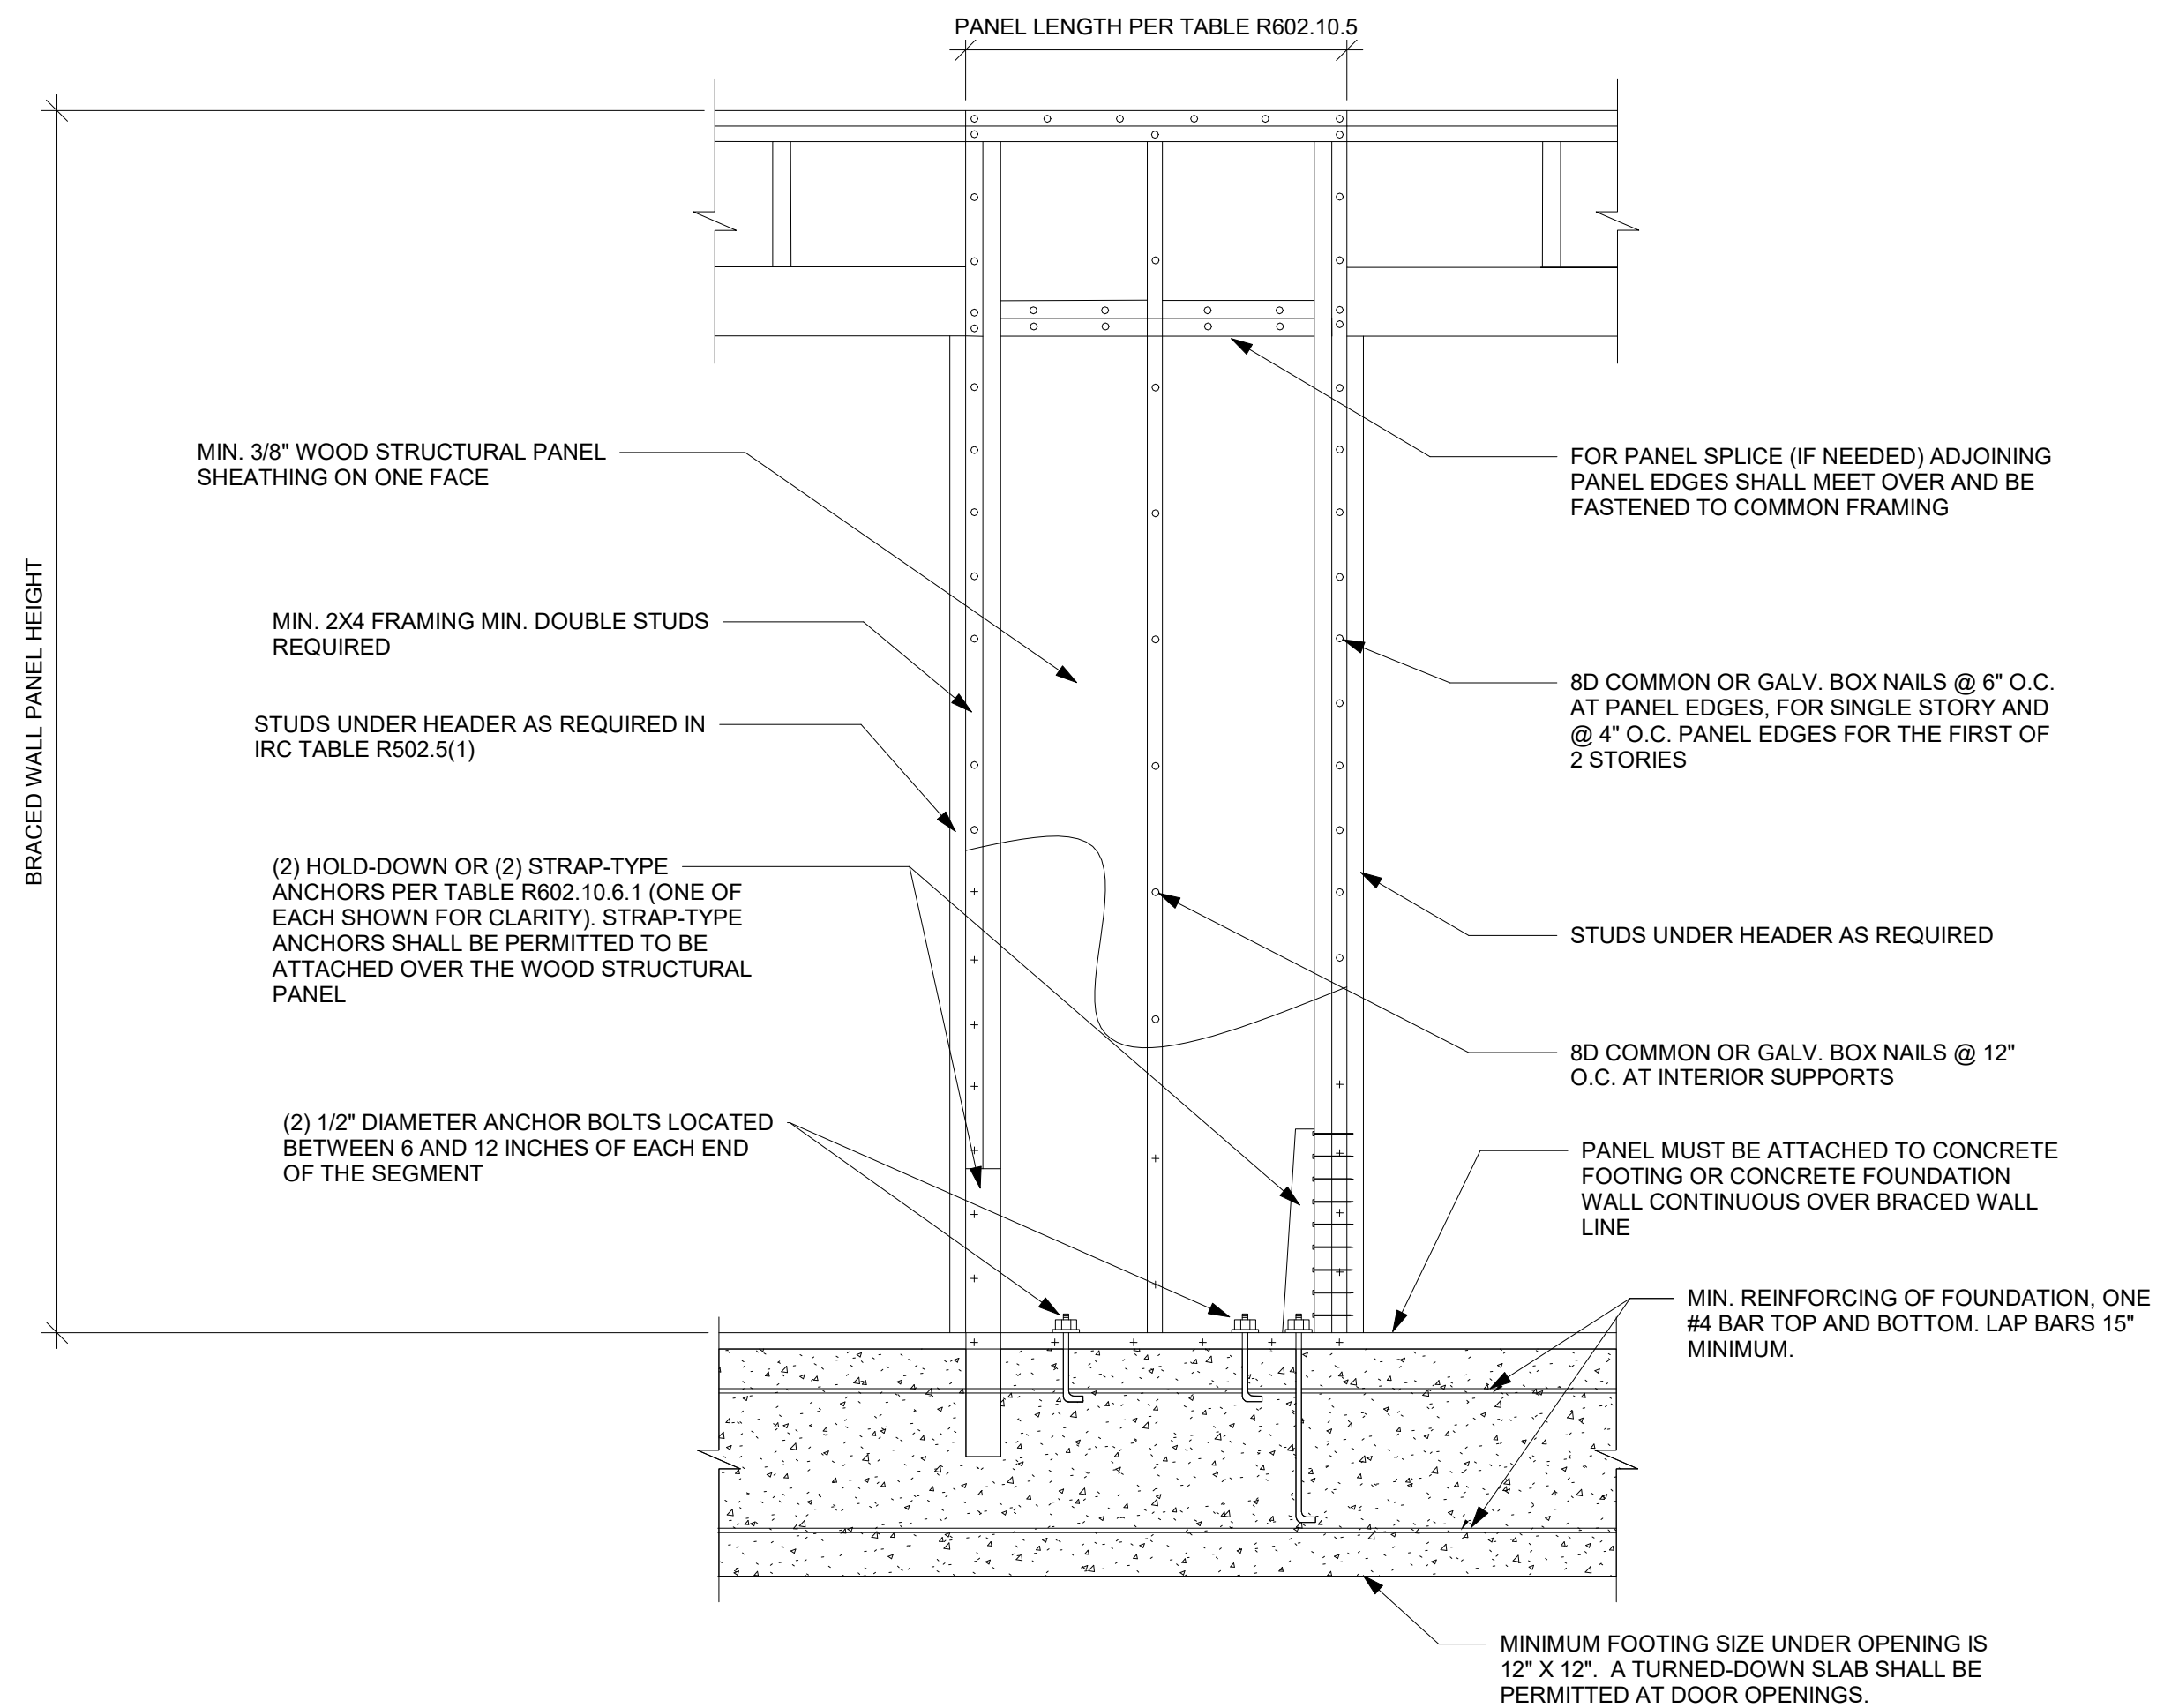 PANEL LENGTH PER TABLE R602.10.5
BRACED WALL PANEL HEIGHT
MIN. 3/8" WOOD STRUCTURAL PANEL
SHEATHING ON ONE FACE
MIN. 2X4 FRAMING MIN. DOUBLE STUDS
REQUIRED
STUDS UNDER HEADER AS REQUIRED IN
IRC TABLE R502.5(1)
(2) HOLD-DOWN OR (2) STRAP-TYPE
ANCHORS PER TABLE R602.10.6.1 (ONE OF
EACH SHOWN FOR CLARITY). STRAP-TYPE
ANCHORS SHALL BE PERMITTED TO BE
ATTACHED OVER THE WOOD STRUCTURAL
PANEL
(2) 1/2" DIAMETER ANCHOR BOLTS LOCATED
BETWEEN 6 AND 12 INCHES OF EACH END
OF THE SEGMENT
FOR PANEL SPLICE (IF NEEDED) ADJOINING
PANEL EDGES SHALL MEET OVER AND BE
FASTENED TO COMMON FRAMING
8D COMMON OR GALV. BOX NAILS @ 6" O.C.
AT PANEL EDGES, FOR SINGLE STORY AND
@ 4" O.C. PANEL EDGES FOR THE FIRST OF
2 STORIES
STUDS UNDER HEADER AS REQUIRED
8D COMMON OR GALV. BOX NAILS @ 12"
O.C. AT INTERIOR SUPPORTS
PANEL MUST BE ATTACHED TO CONCRETE
FOOTING OR CONCRETE FOUNDATION
WALL CONTINUOUS OVER BRACED WALL
LINE
MIN. REINFORCING OF FOUNDATION, ONE
#4 BAR TOP AND BOTTOM. LAP BARS 15"
MINIMUM.
MINIMUM FOOTING SIZE UNDER OPENING IS
12" X 12". A TURNED-DOWN SLAB SHALL BE
PERMITTED AT DOOR OPENINGS.